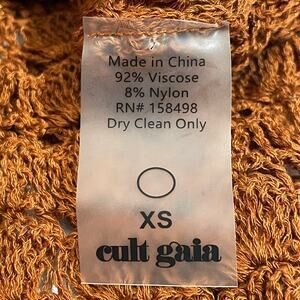 Made in China
92% Viscose
8% Nylon
RN# 158498
Dry Clean Only
XS
cult gaia